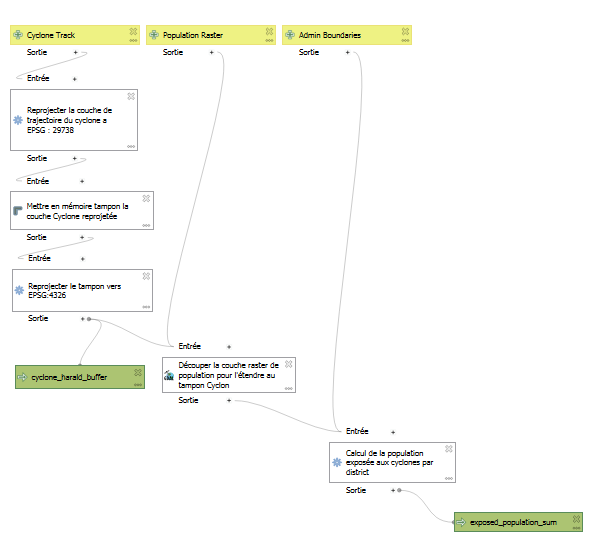 Cyclone Track
Population Raster
Admin Boundaries
Sortie
Sortie
Sortie
Entrée
Reprojecter la couche de
trajectoire du cyclone a
EPSG : 29738
Sortie
Entrée
Mettre en mémoire tampon la
couche Cyclone reprojetée
Sortie
Entrée
Reprojecter le tampon vers
EPSG:4326
Sortie
cyclone_harald_buffer
Entrée
Découper la couche raster de
population pour l'étendre au
tampon Cyclon
Sortie
Entrée
Calcul de la population
exposée aux cyclones par
district
Sortie
exposed_population_sum